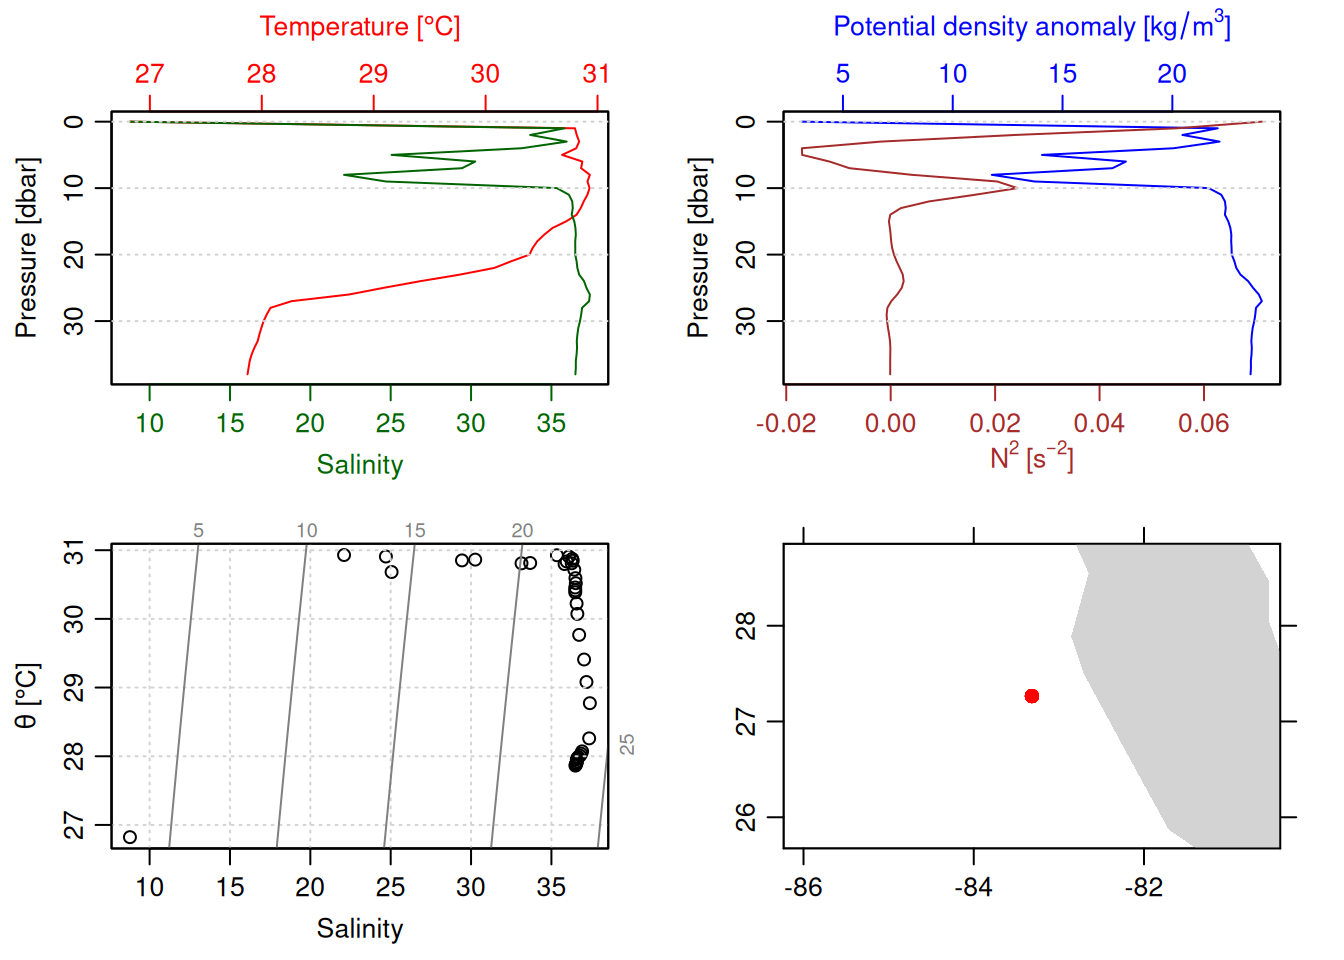 Temperature [°C]
27 28 29 30 31
Pressure [dbar]
0
10
20
30
10 15 20 25 30 35
Salinity
Potential density anomaly [kg/m³]
5 10 15 20
Pressure [dbar]
0
10
20
30
-0.02 0.00 0.02 0.04 0.06
N² [s⁻²]
5 10 15 20
25
θ [°C]
31
30
29
28
27
10 15 20 25 30 35
Salinity
28
27
26
-86 -84 -82